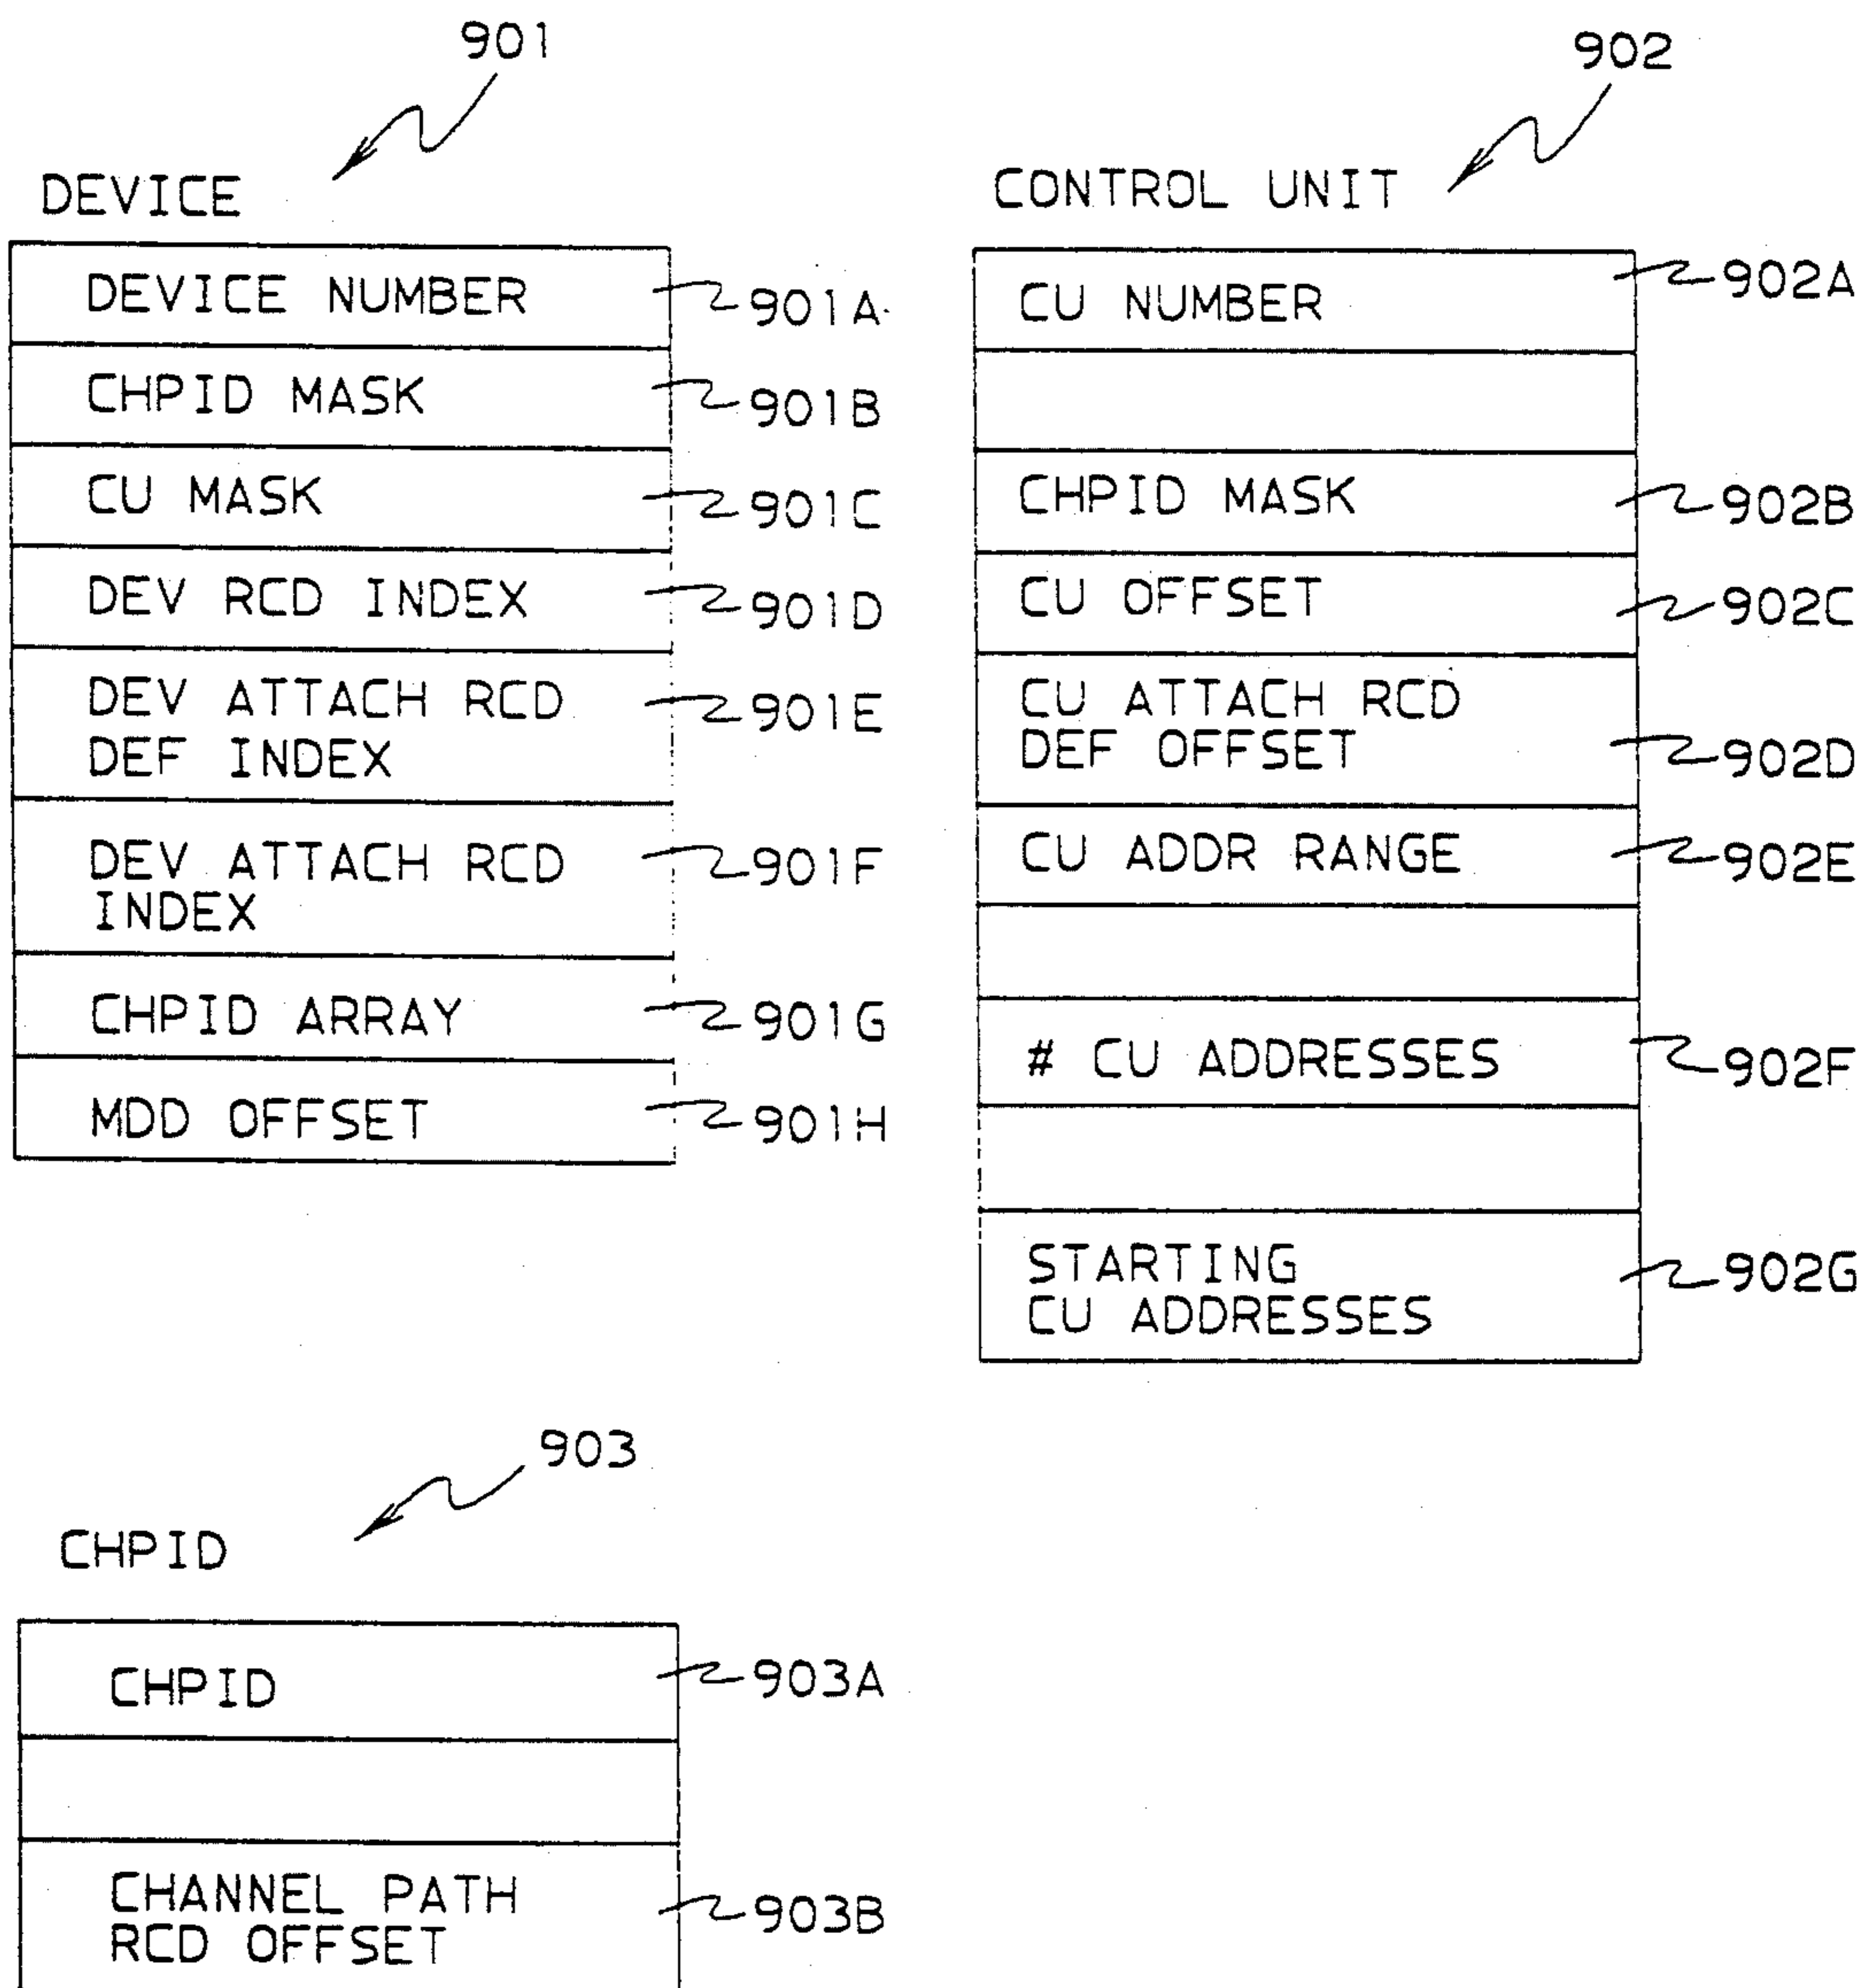 901
DEVICE
DEVICE NUMBER 901A
CHPID MASK 901B
CU MASK 901C
DEV RCD INDEX 901D
DEV ATTACH RCD
DEF INDEX 901E
DEV ATTACH RCD
INDEX 901F
CHPID ARRAY 901G
MDD OFFSET 901H
902
CONTROL UNIT
CU NUMBER 902A
CHPID MASK 902B
CU OFFSET 902C
CU ATTACH RCD
DEF OFFSET 902D
CU ADDR RANGE 902E
# CU ADDRESSES 902F
STARTING
CU ADDRESSES 902G
903
CHPID
CHPID 903A
CHANNEL PATH
RCD OFFSET 903B